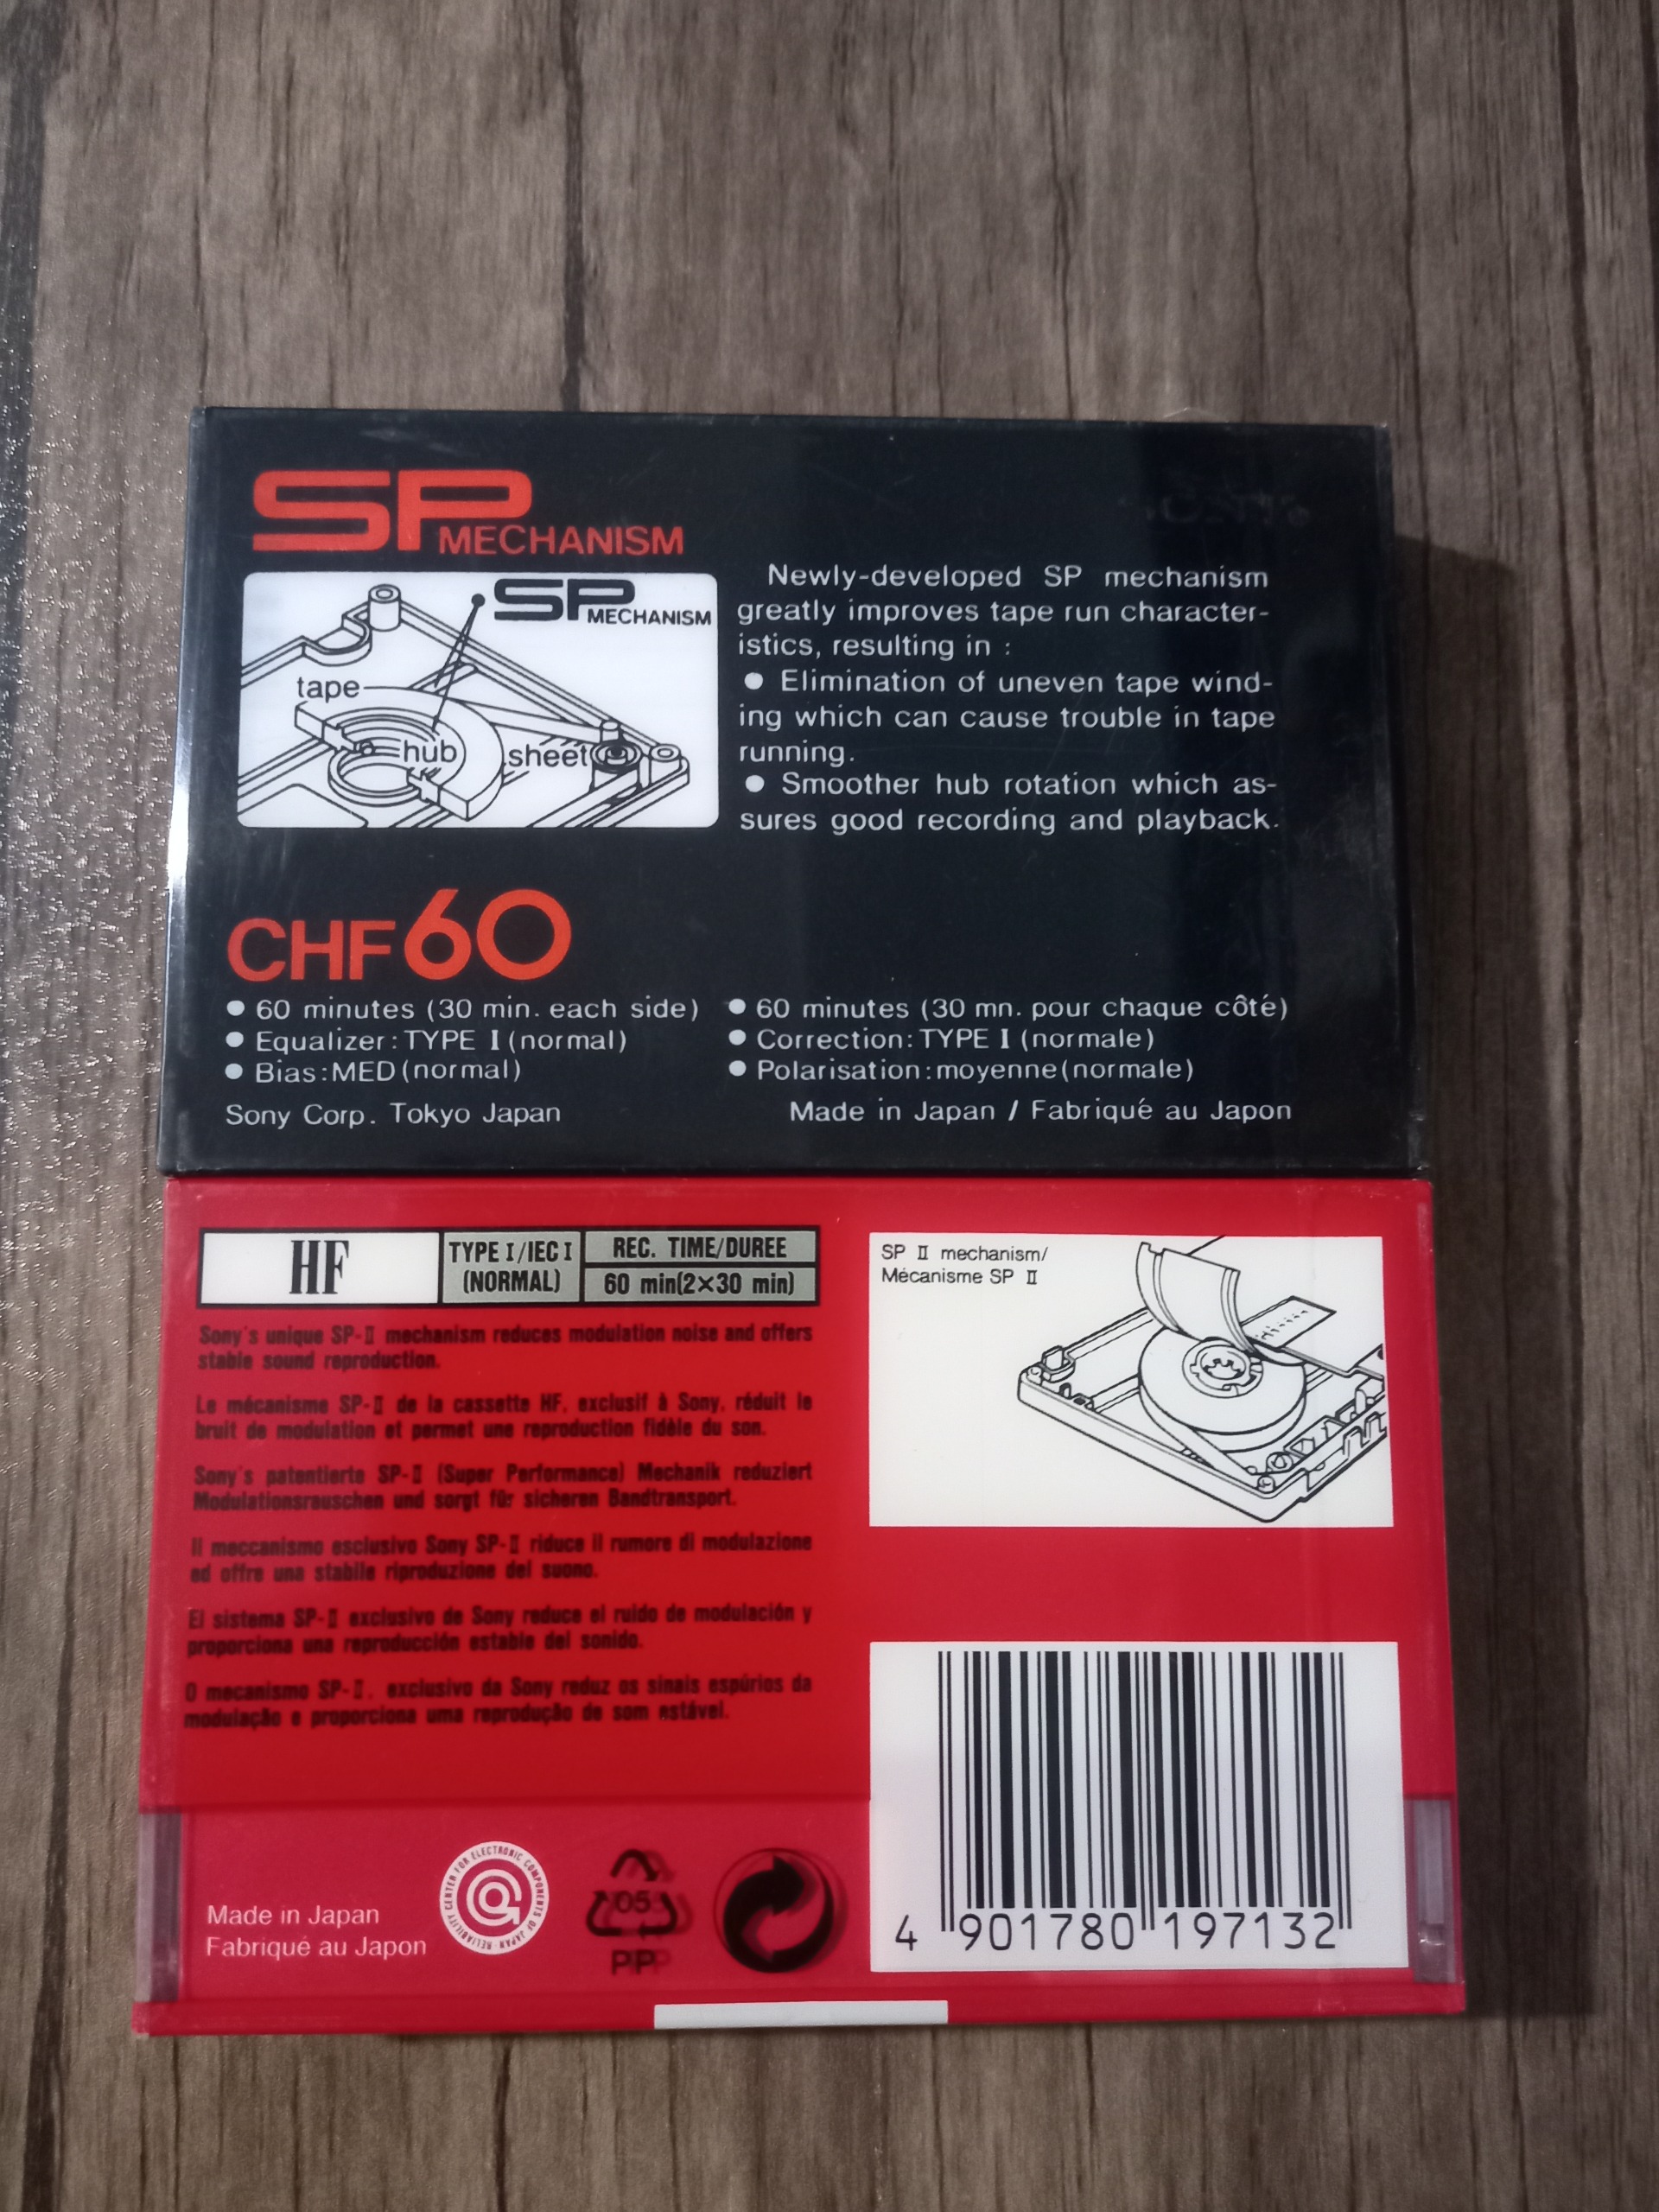 SP MECHANISM
SP MECHANISM
tape
hub
sheet
Newly-developed SP mechanism
greatly improves tape run character-
istics, resulting in :
● Elimination of uneven tape wind-
ing which can cause trouble in tape
running.
● Smoother hub rotation which as-
sures good recording and playback.
CHF60
● 60 minutes (30 min. each side)
● Equalizer: TYPE I (normal)
● Bias: MED (normal)
● 60 minutes (30 mn. pour chaque côté)
● Correction: TYPE I (normale)
● Polarisation: moyenne (normale)
Sony Corp. Tokyo Japan
Made in Japan / Fabriqué au Japon
HF
TYPE I/IEC I
(NORMAL)
REC. TIME/DUREE
60 min(2×30 min)
Sony's unique SP-II mechanism reduces modulation noise and offers
stable sound reproduction.
Le mécanisme SP-II de la cassette HF, exclusif à Sony, réduit le
bruit de modulation et permet une reproduction fidèle du son.
Sony's patentierte SP-II (Super Performance) Mechanik reduziert
Modulationsrauschen und sorgt für sicheren Bandtransport.
Il meccanismo esclusivo Sony SP-II riduce il rumore di modulazione
ed offre una stabile riproduzione del suono.
El sistema SP-II exclusivo de Sony reduce el ruido de modulación y
proporciona una reproducción estable del sonido.
O mecanismo SP-II, exclusivo da Sony reduz os sinais espúrios da
modulação e proporciona uma reprodução de som estável.
SP II mechanism/
Mécanisme SP II
Made in Japan
Fabriqué au Japon
RELIABILITY CENTER FOR ELECTRONIC COMPONENTS OF JAPAN
05
PP
4 901780 197132